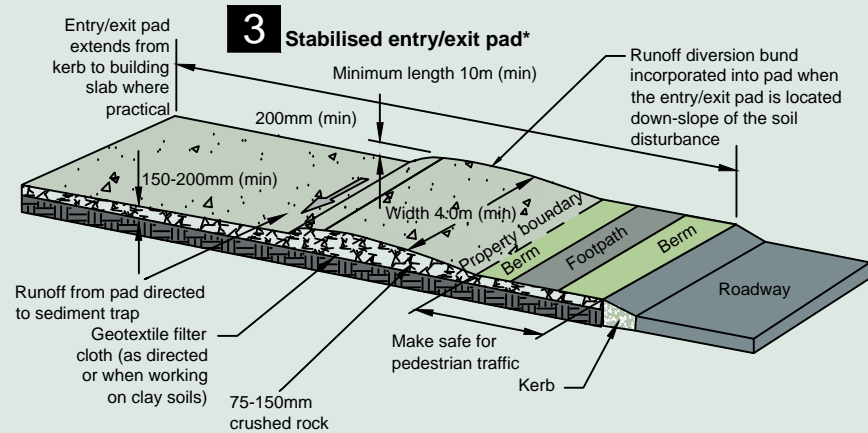 Entry/exit pad
extends from
kerb to building
slab where
practical
3 Stabilised entry/exit pad*
Minimum length 10m (min)
200mm (min)
Runoff diversion bund
incorporated into pad when
the entry/exit pad is located
down-slope of the soil
disturbance
150-200mm (min)
Width 4.0m (min)
Property boundary
Berm
Footpath
Berm
Roadway
Runoff from pad directed
to sediment trap
Geotextile filter
cloth (as directed
or when working
on clay soils)
75-150mm
crushed rock
Make safe for
pedestrian traffic
Kerb